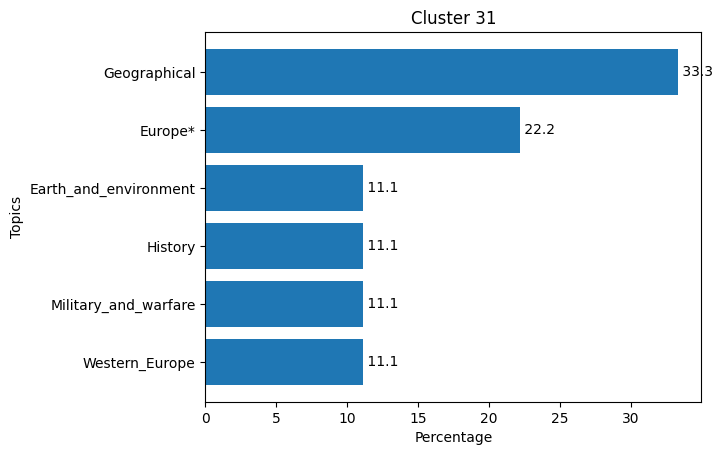 Cluster 31
Topics
Geographical 33.3
Europe* 22.2
Earth_and_environment 11.1
History 11.1
Military_and_warfare 11.1
Western_Europe 11.1
0 5 10 15 20 25 30
Percentage